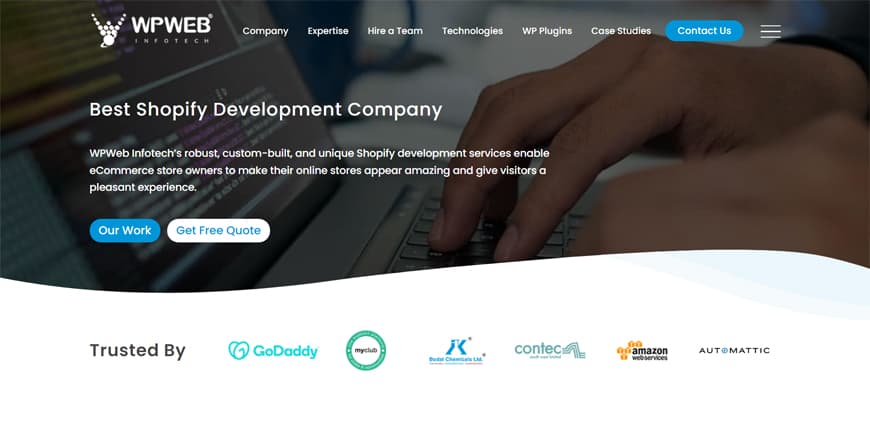 WPWEB®
INFOTECH
Company Expertise Hire a Team Technologies WP Plugins Case Studies Contact Us
Best Shopify Development Company
WPWeb Infotech's robust, custom-built, and unique Shopify development services enable
eCommerce store owners to make their online stores appear amazing and give visitors a
pleasant experience.
Our Work Get Free Quote
Trusted By
GoDaddy
myclub
Bodal Chemicals Ltd.
contec
amazon
webservices
AUTOMATTIC